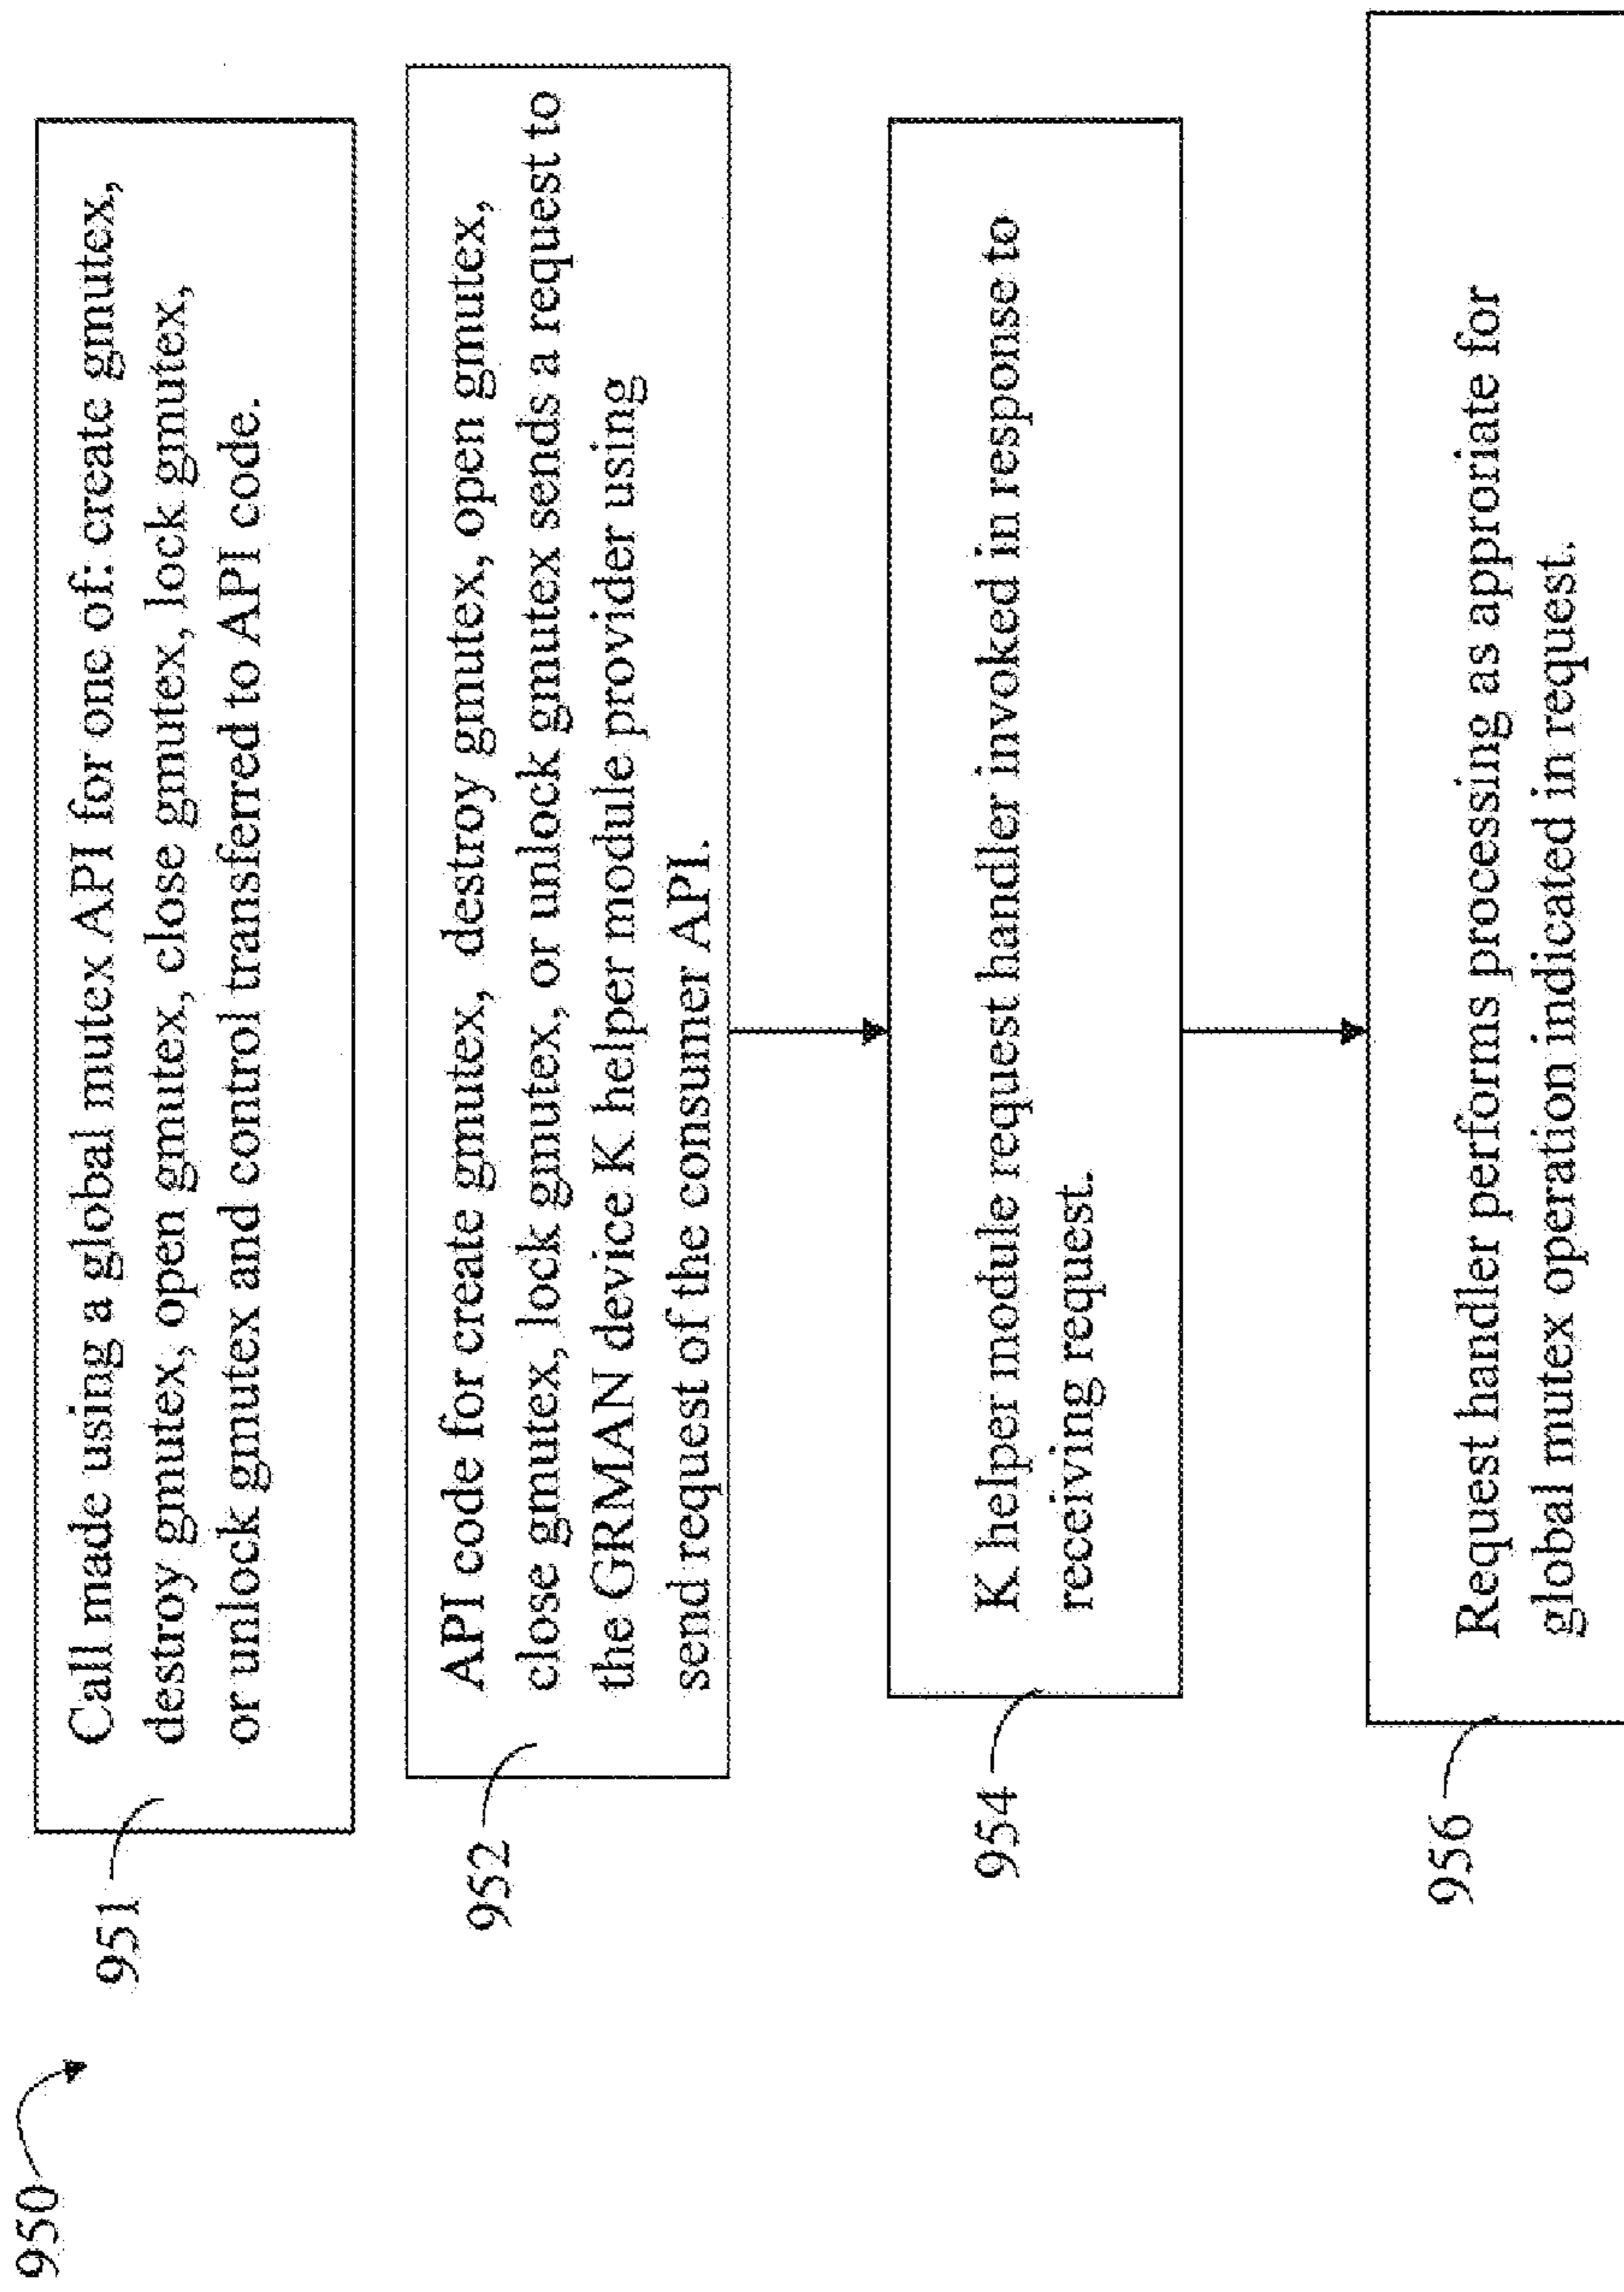 950
951
Call made using a global mutex API for one of: create gmutex,
destroy gmutex, open gmutex, close gmutex, lock gmutex,
or unlock gmutex and control transferred to API code.
952
API code for create gmutex, destroy gmutex, open gmutex,
close gmutex, lock gmutex, or unlock gmutex sends a request to
the GRMAN device K helper module provider using
send request of the consumer API.
954
K helper module request handler invoked in response to
receiving request.
956
Request handler performs processing as approriate for
global mutex operation indicated in request.